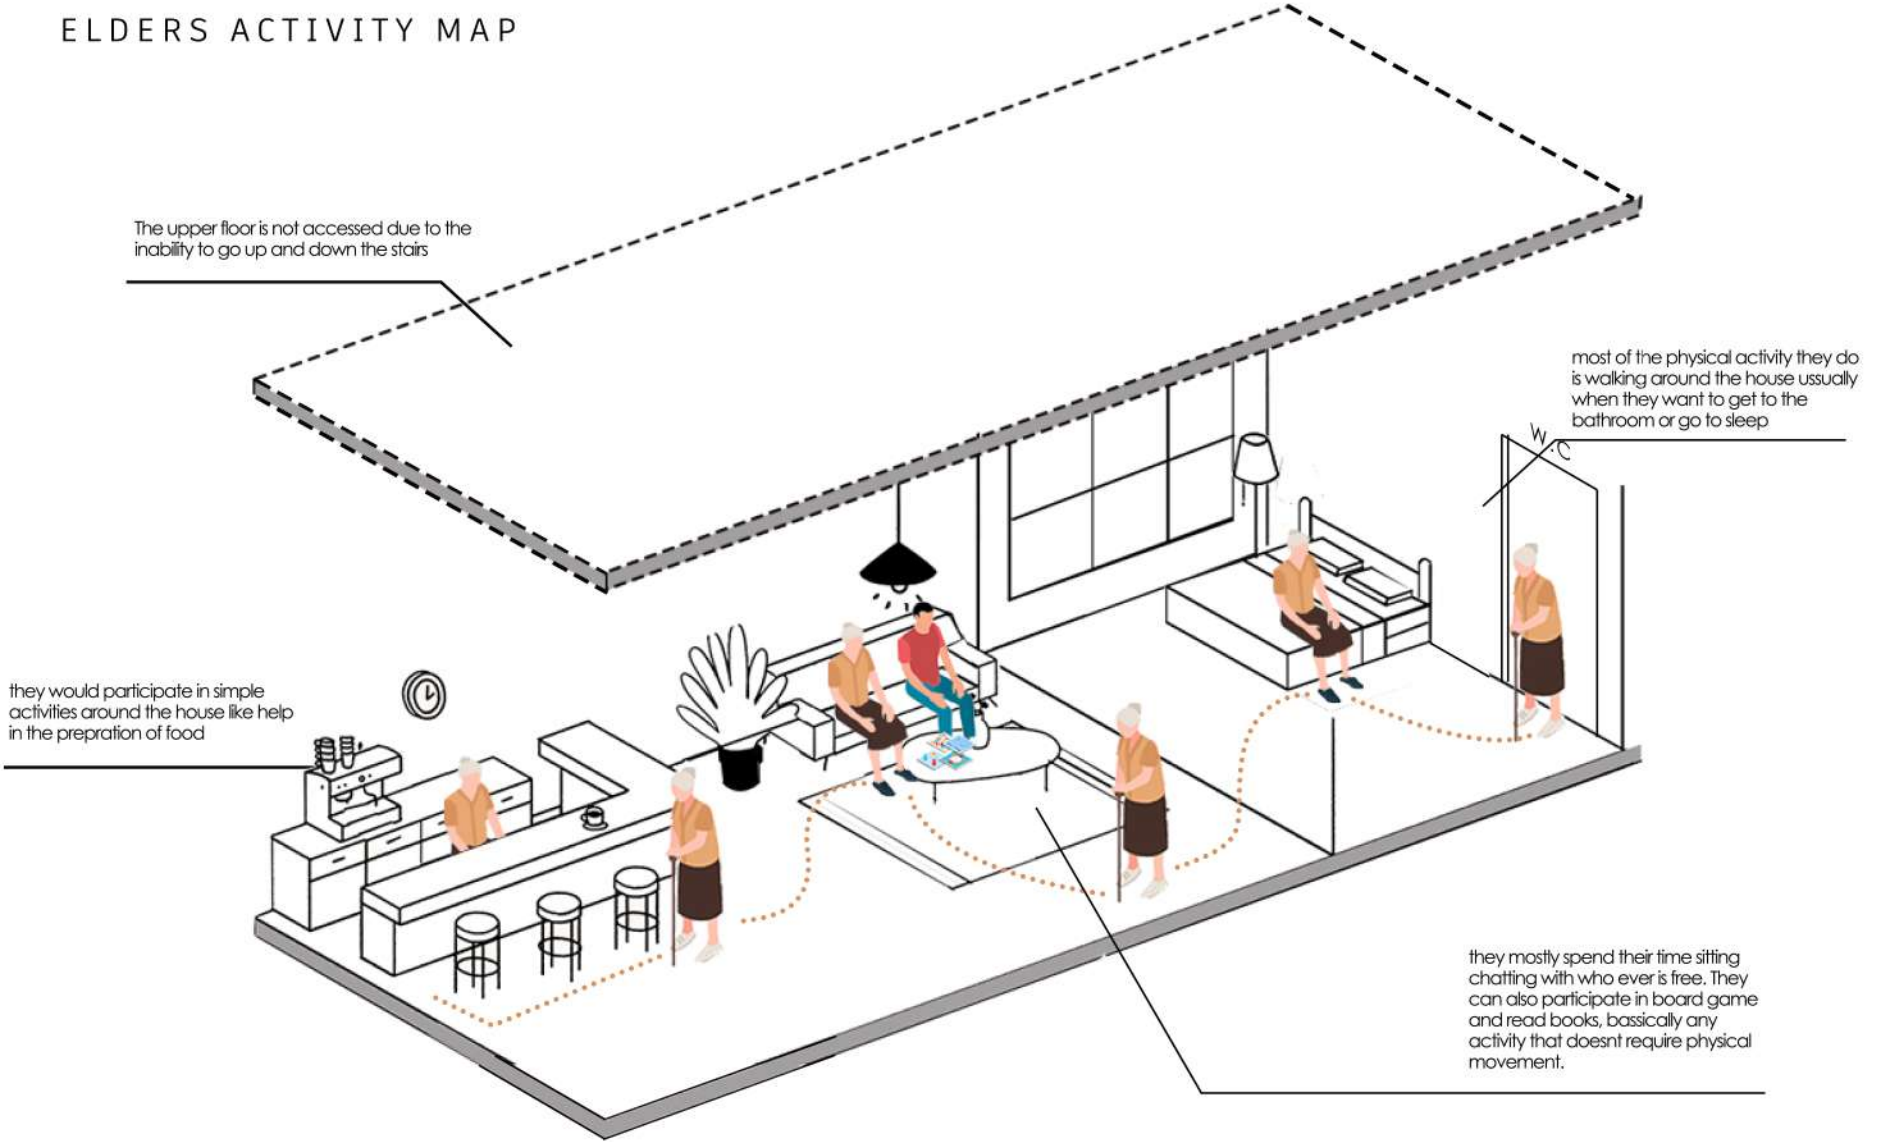 ELDERS ACTIVITY MAP
The upper floor is not accessed due to the
inability to go up and down the stairs
most of the physical activity they do
is walking around the house ussually
when they want to get to the
bathroom or go to sleep
W.C
they would participate in simple
activities around the house like help
in the prepration of food
they mostly spend their time sitting
chatting with who ever is free. They
can also participate in board game
and read books, bassically any
activity that doesnt require physical
movement.